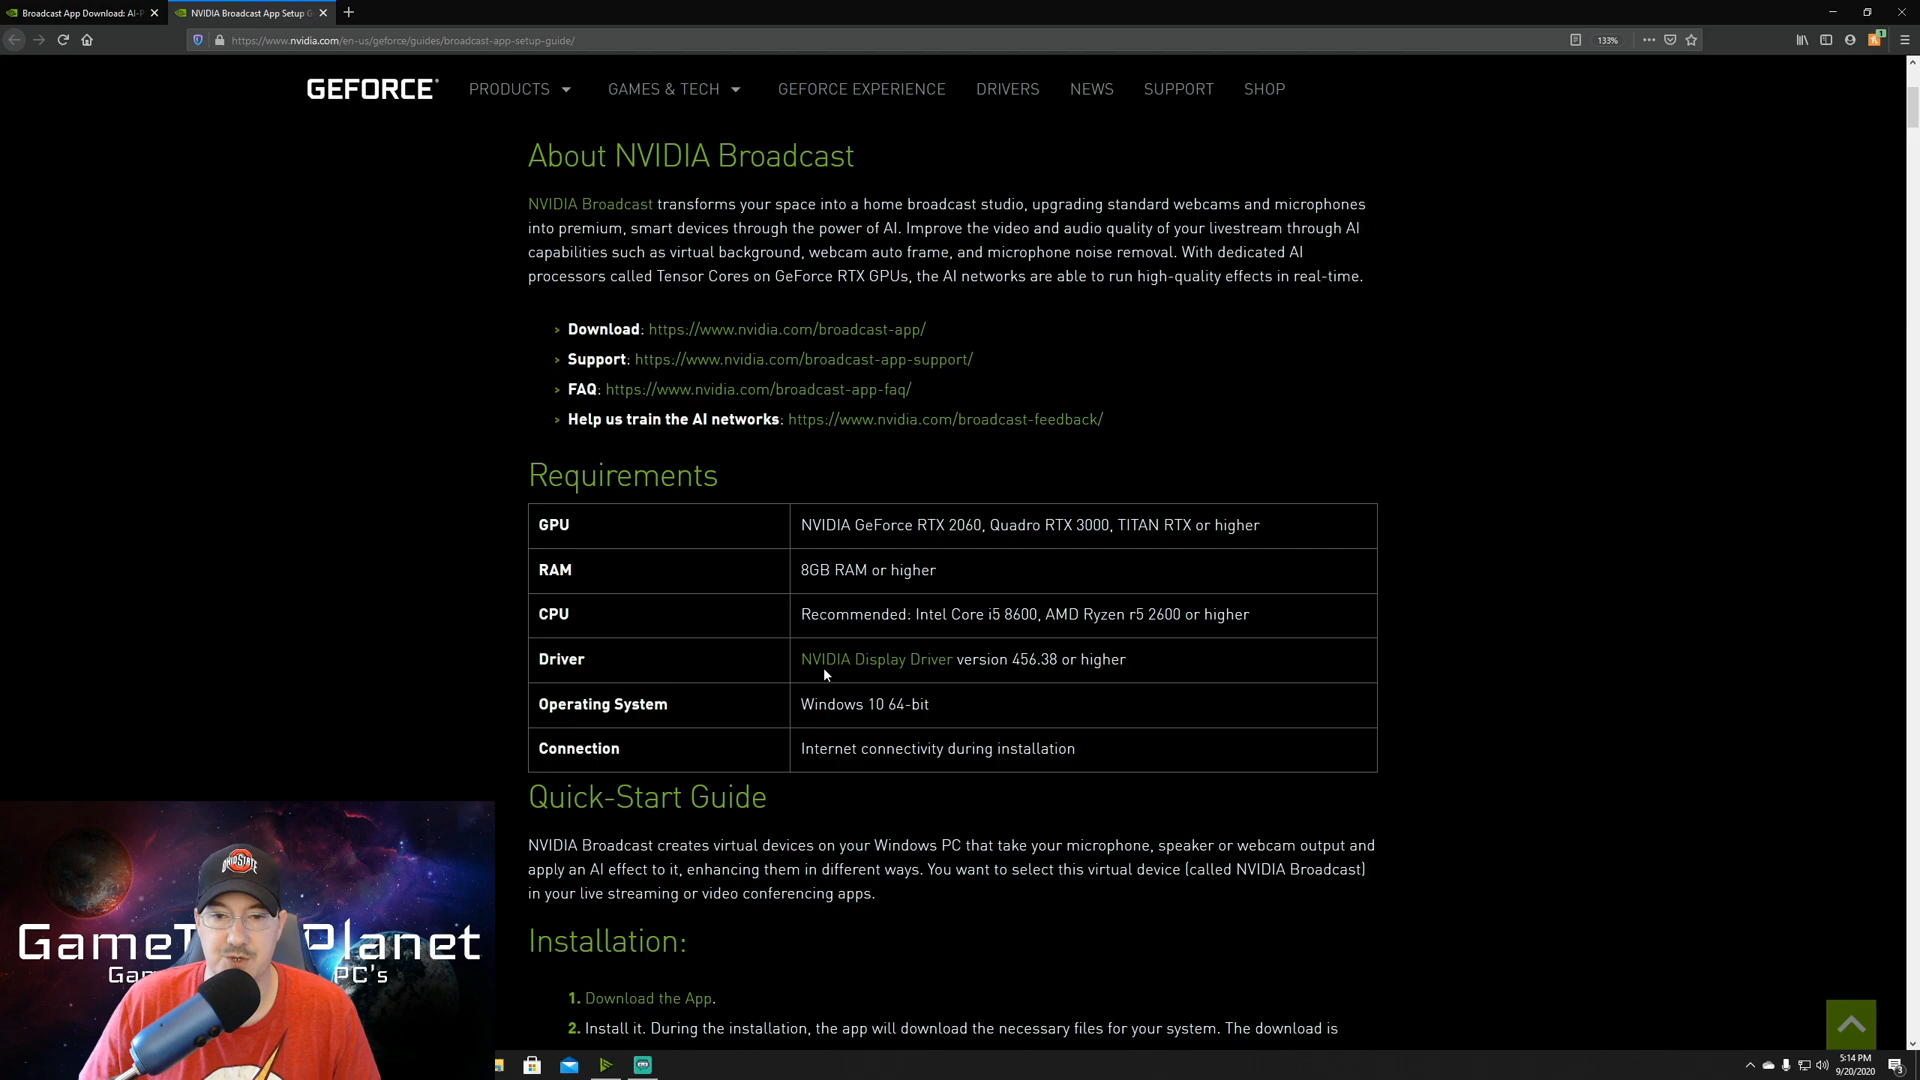 Broadcast App Download: AI-P
NVIDIA Broadcast App Setup G
https://www.nvidia.com/en-us/geforce/guides/broadcast-app-setup-guide/
133%
1
GEFORCE
PRODUCTS
GAMES & TECH
GEFORCE EXPERIENCE
DRIVERS
NEWS
SUPPORT
SHOP
About NVIDIA Broadcast
NVIDIA Broadcast transforms your space into a home broadcast studio, upgrading standard webcams and microphones
into premium, smart devices through the power of AI. Improve the video and audio quality of your livestream through AI
capabilities such as virtual background, webcam auto frame, and microphone noise removal. With dedicated AI
processors called Tensor Cores on GeForce RTX GPUs, the AI networks are able to run high-quality effects in real-time.
> Download: https://www.nvidia.com/broadcast-app/
> Support: https://www.nvidia.com/broadcast-app-support/
> FAQ: https://www.nvidia.com/broadcast-app-faq/
> Help us train the AI networks: https://www.nvidia.com/broadcast-feedback/
Requirements
GPU NVIDIA GeForce RTX 2060, Quadro RTX 3000, TITAN RTX or higher
RAM 8GB RAM or higher
CPU Recommended: Intel Core i5 8600, AMD Ryzen r5 2600 or higher
Driver NVIDIA Display Driver version 456.38 or higher
Operating System Windows 10 64-bit
Connection Internet connectivity during installation
Quick-Start Guide
NVIDIA Broadcast creates virtual devices on your Windows PC that take your microphone, speaker or webcam output and
apply an AI effect to it, enhancing them in different ways. You want to select this virtual device (called NVIDIA Broadcast)
in your live streaming or video conferencing apps.
Installation:
1. Download the App.
2. Install it. During the installation, the app will download the necessary files for your system. The download is
OHIO STATE
GameT Planet
Ga PC's
5:14 PM
9/20/2020
3